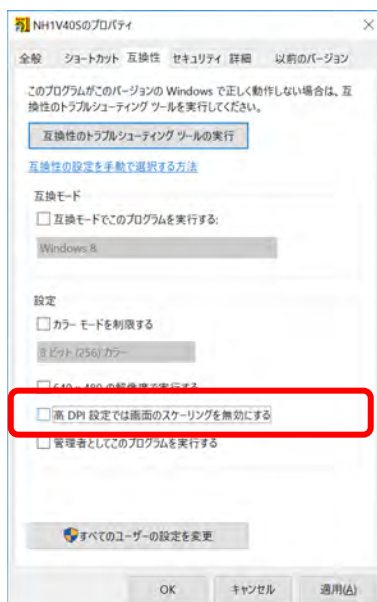 NH1V40Sのプロパティ
全般 ショートカット 互換性 セキュリティ 詳細 以前のバージョン
このプログラムがこのバージョンの Windows で正しく動作しない場合は、互
換性のトラブルシューティング ツールを実行してください。
互換性のトラブルシューティング ツールの実行
互換性の設定を手動で選択する方法
互換モード
互換モードでこのプログラムを実行する:
Windows 8
設定
カラー モードを制限する
8 ビット (256) カラー
640 x 480 の解像度で実行する
高 DPI 設定では画面のスケーリングを無効にする
管理者としてこのプログラムを実行する
すべてのユーザーの設定を変更
OK キャンセル 適用(A)